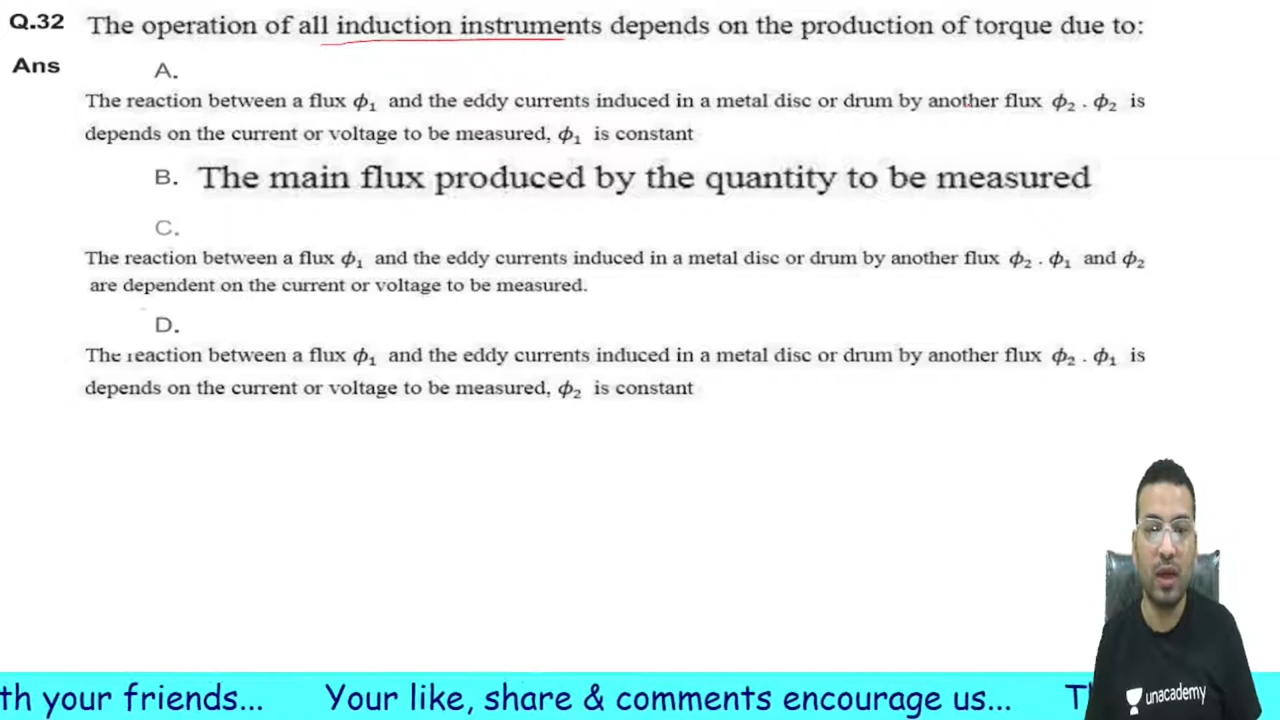 Q.32 The operation of all induction instruments depends on the production of torque due to:
Ans
A.
The reaction between a flux ϕ₁ and the eddy currents induced in a metal disc or drum by another flux ϕ₂ . ϕ₂ is
depends on the current or voltage to be measured, ϕ₁ is constant
B. The main flux produced by the quantity to be measured
C.
The reaction between a flux ϕ₁ and the eddy currents induced in a metal disc or drum by another flux ϕ₂ . ϕ₁ and ϕ₂
are dependent on the current or voltage to be measured.
D.
The reaction between a flux ϕ₁ and the eddy currents induced in a metal disc or drum by another flux ϕ₂ . ϕ₁ is
depends on the current or voltage to be measured, ϕ₂ is constant
unacademy
th your friends... Your like, share & comments encourage us...